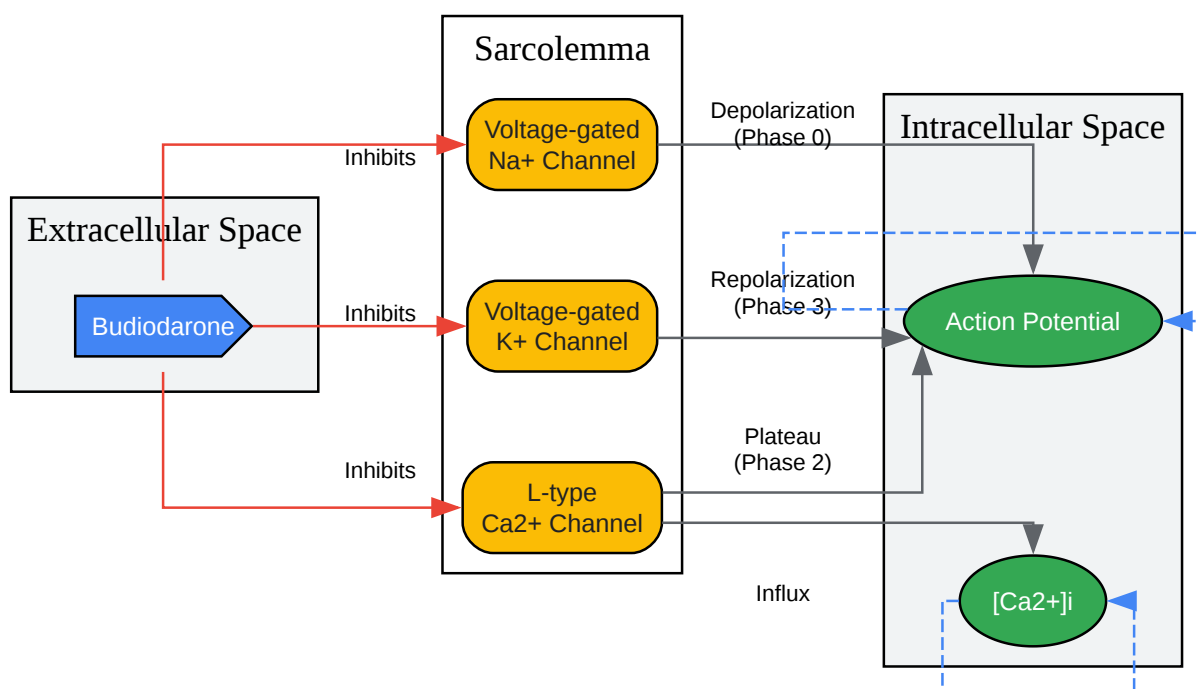 Sarcolemma
Extracellular Space
Intracellular Space
Budiodarone
Inhibits
Inhibits
Inhibits
Voltage-gated
Na+ Channel
Voltage-gated
K+ Channel
L-type
Ca2+ Channel
Depolarization
(Phase 0)
Repolarization
(Phase 3)
Plateau
(Phase 2)
Influx
Action Potential
[Ca2+]i